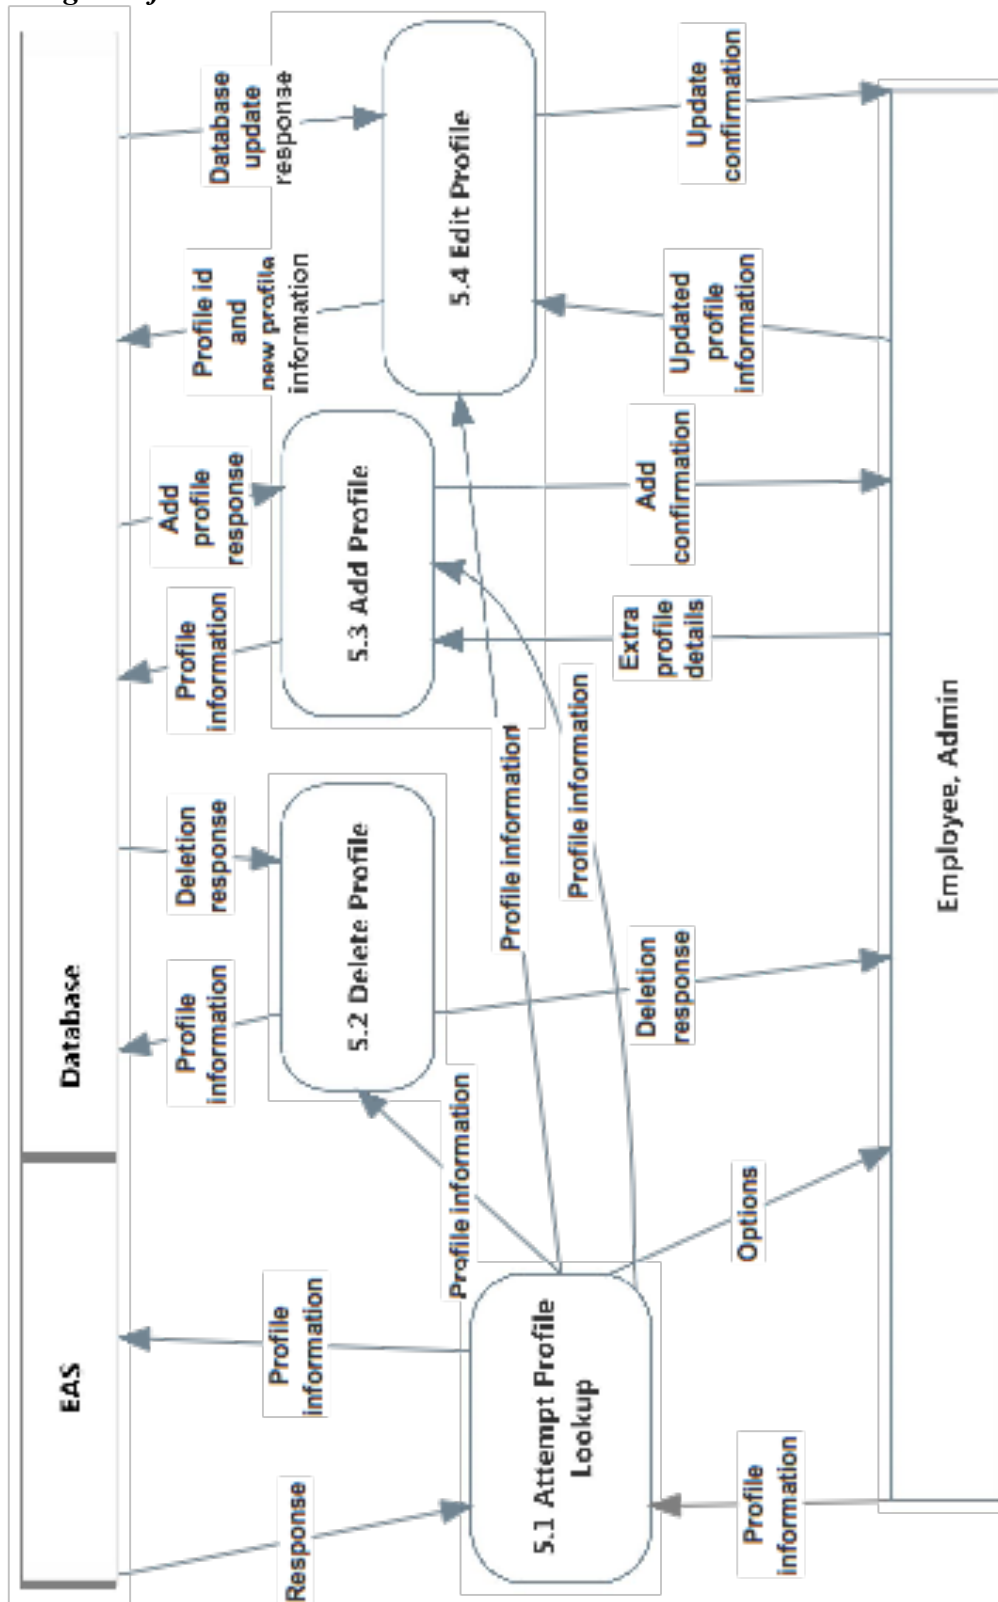 EAS
Database
Response
Profile
information
Profile
information
Deletion
response
Profile
information
Add
profile
response
Profile id
and
new profile
information
Database
update
response
5.1 Attempt Profile
Lookup
5.2 Delete Profile
5.3 Add Profile
5.4 Edit Profile
Profile information
Profile information
Profile information
Profile
information
Options
Deletion
response
Extra
profile
details
Add
confirmation
Updated
profile
information
Update
confirmation
Employee, Admin